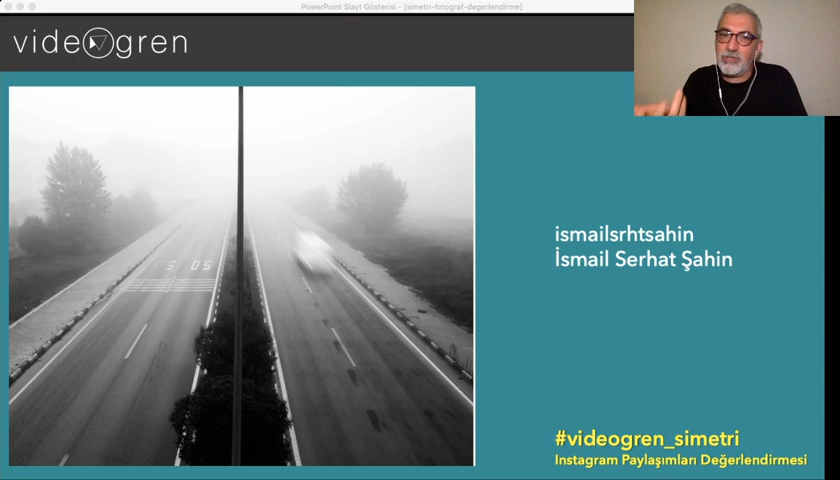 PowerPoint Slayt Gösterisi - [simetri-fotograf-degerlendirme]
videogren
ismailsrhtsahin
İsmail Serhat Şahin
#videogren_simetri
Instagram Paylaşımları Değerlendirmesi